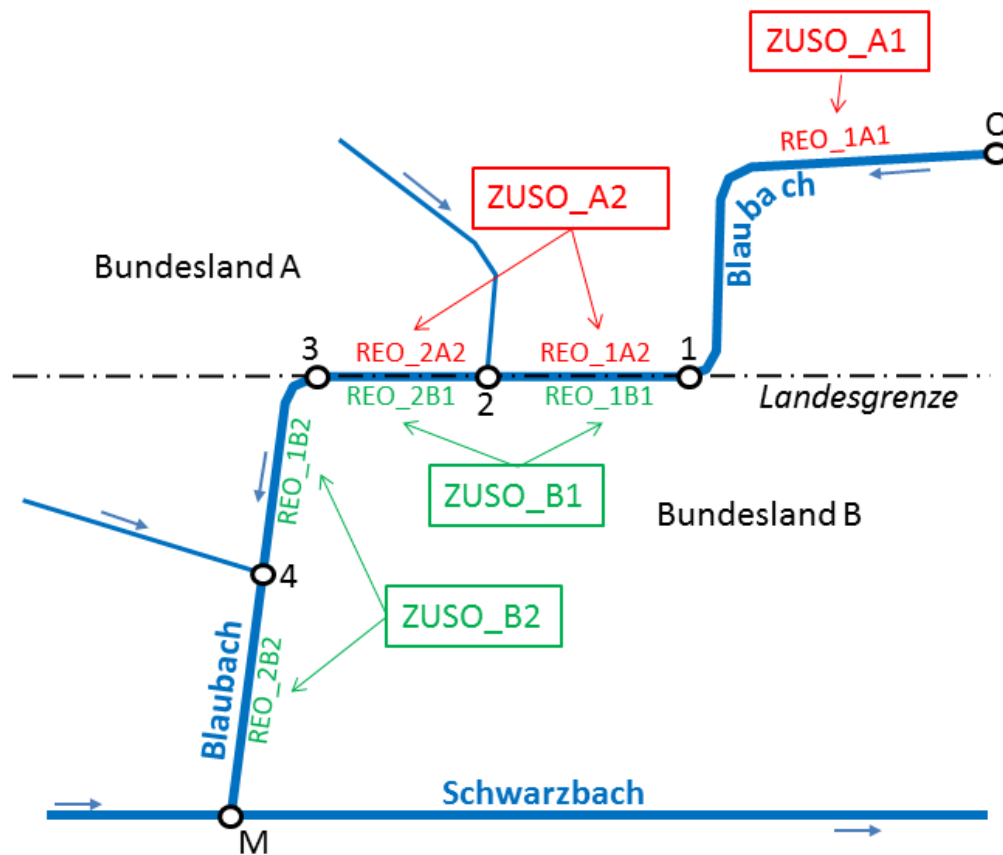 ZUSO_A1
REO_1A1
Q
Blaubach
ZUSO_A2
Bundesland A
3
REO_2A2
REO_1A2
1
REO_2B1
2
REO_1B1
Landesgrenze
REO_1B2
ZUSO_B1
Bundesland B
4
ZUSO_B2
Blaubach
REO_2B2
Schwarzbach
M